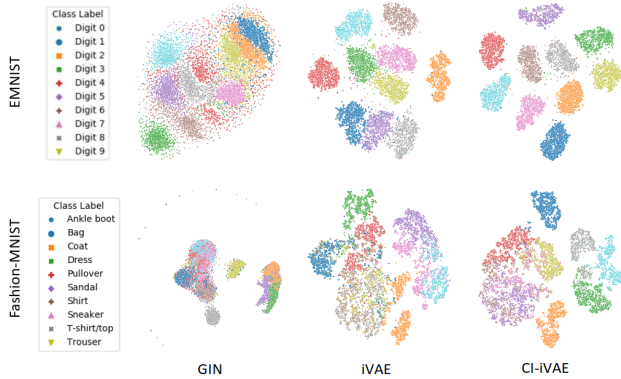 EMNIST
Class Label
Digit 0
Digit 1
Digit 2
Digit 3
Digit 4
Digit 5
Digit 6
Digit 7
Digit 8
Digit 9
Fashion-MNIST
Class Label
Ankle boot
Bag
Coat
Dress
Pullover
Sandal
Shirt
Sneaker
T-shirt/top
Trouser
GIN
iVAE
CI-iVAE